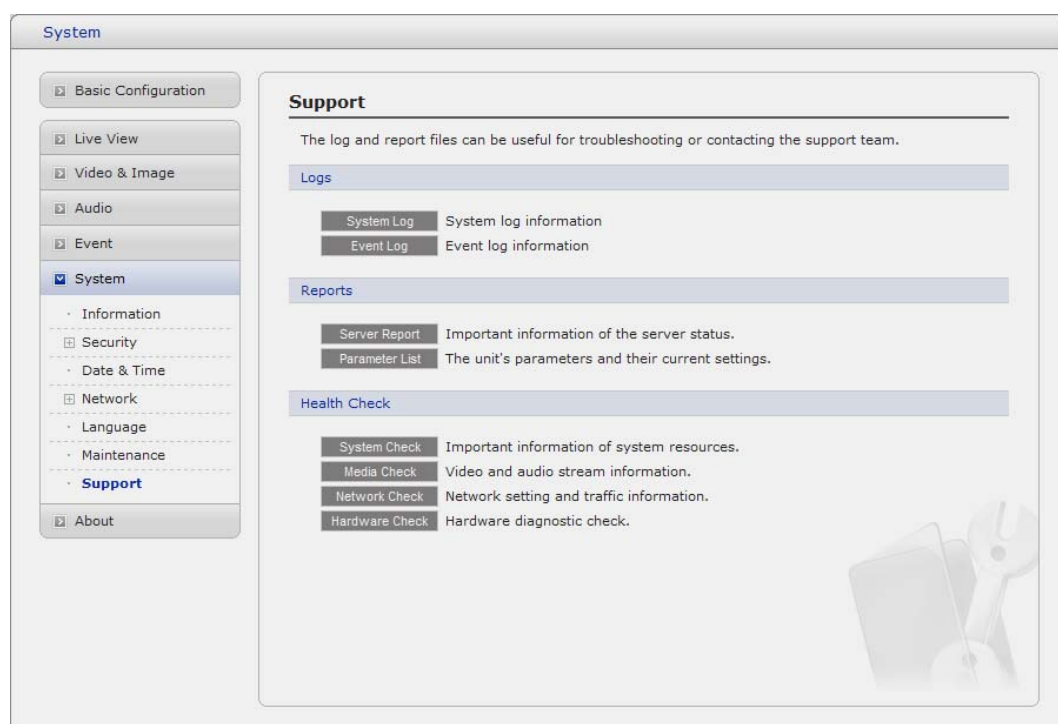 System
Basic Configuration
Live View
Video & Image
Audio
Event
System
Information
Security
Date & Time
Network
Language
Maintenance
Support
About
Support
The log and report files can be useful for troubleshooting or contacting the support team.
Logs
System Log System log information
Event Log Event log information
Reports
Server Report Important information of the server status.
Parameter List The unit's parameters and their current settings.
Health Check
System Check Important information of system resources.
Media Check Video and audio stream information.
Network Check Network setting and traffic information.
Hardware Check Hardware diagnostic check.